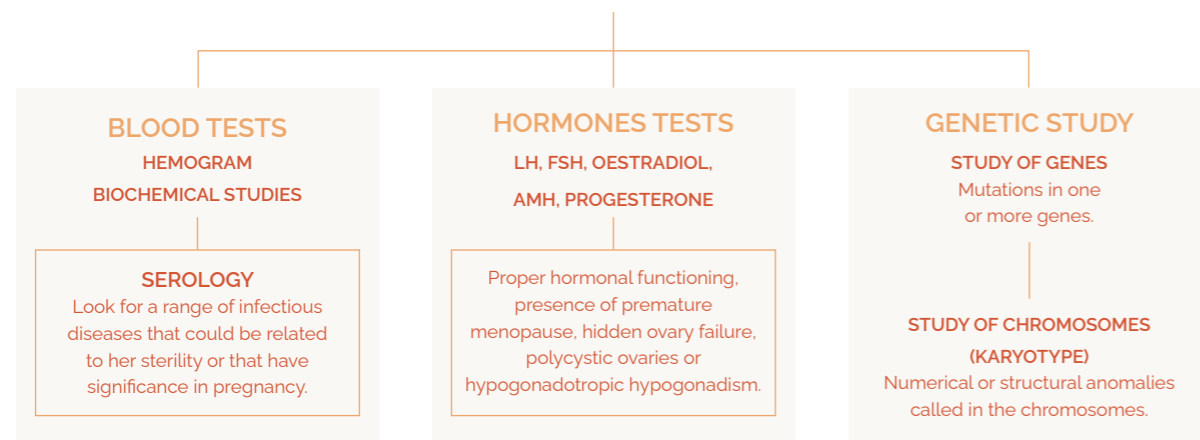 BLOOD TESTS
HEMOGRAM
BIOCHEMICAL STUDIES
SEROLOGY
Look for a range of infectious
diseases that could be related
to her sterility or that have
significance in pregnancy.
HORMONES TESTS
LH, FSH, OESTRADIOL,
AMH, PROGESTERONE
Proper hormonal functioning,
presence of premature
menopause, hidden ovary failure,
polycystic ovaries or
hypogonadotropic hypogonadism.
GENETIC STUDY
STUDY OF GENES
Mutations in one
or more genes.
STUDY OF CHROMOSOMES
(KARYOTYPE)
Numerical or structural anomalies
called in the chromosomes.